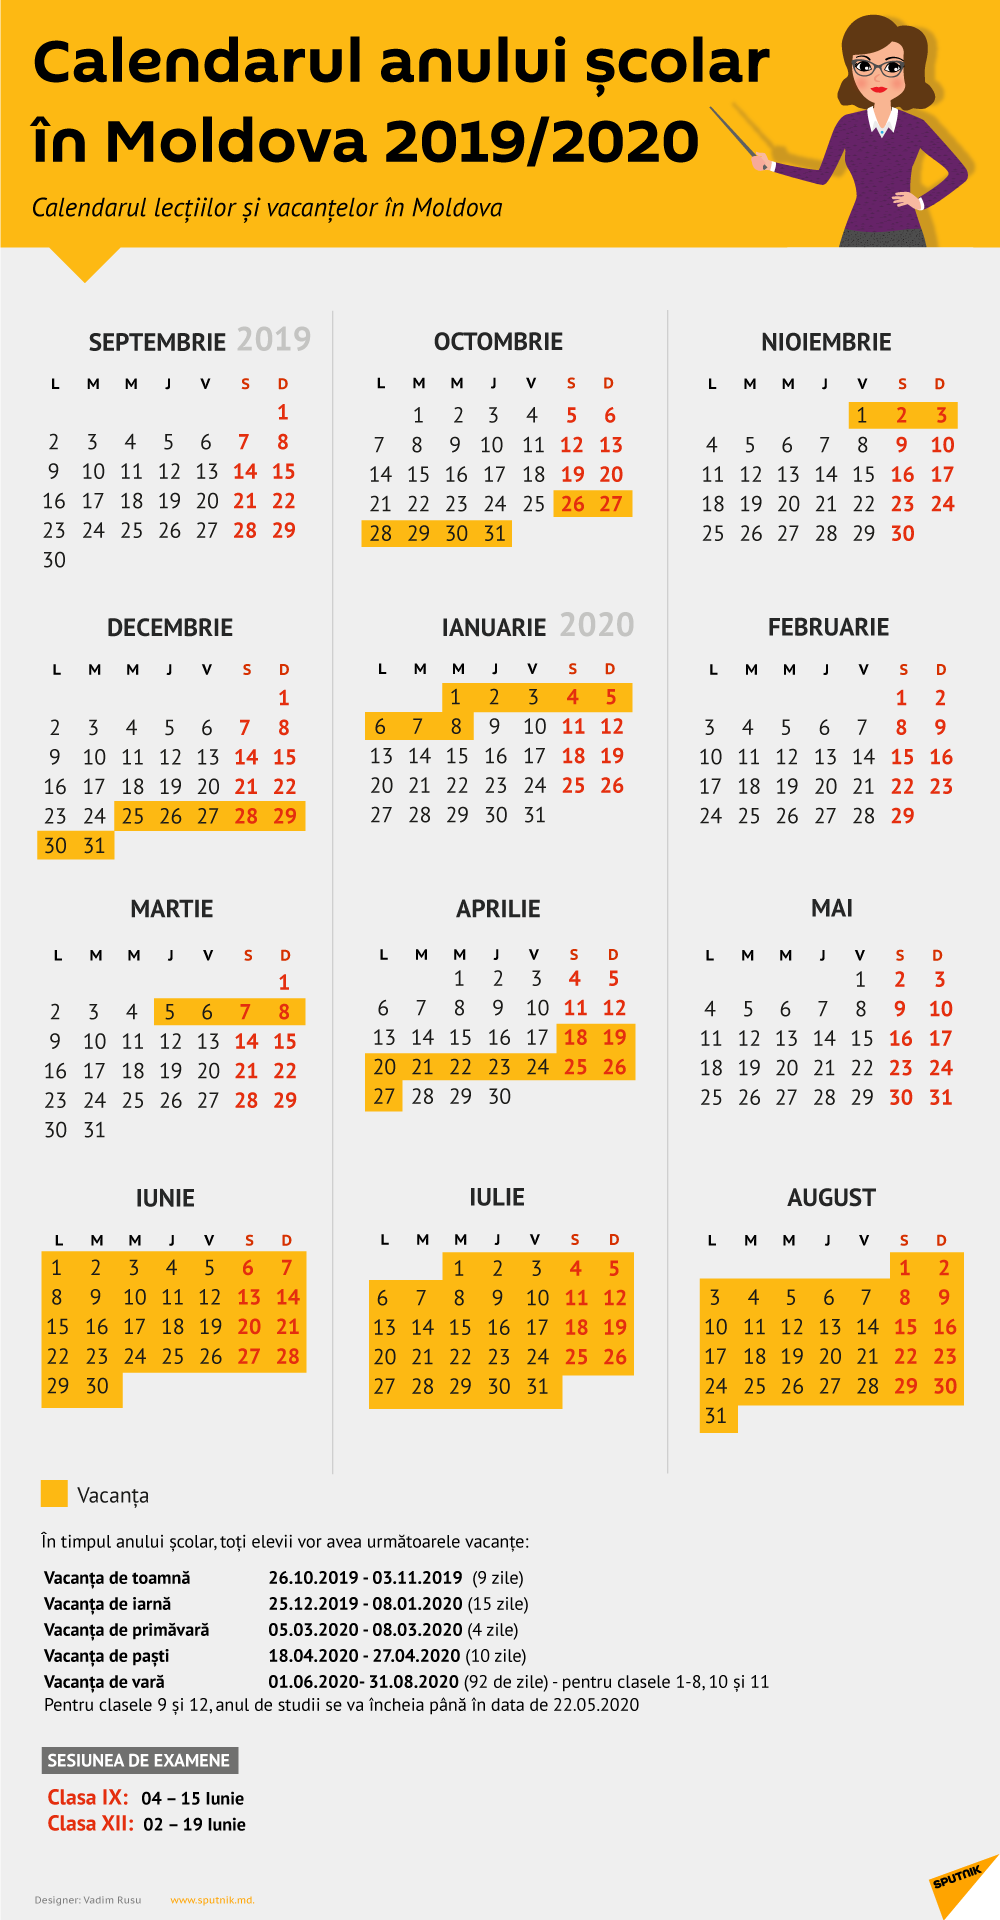 Calendarul anului școlar
în Moldova 2019/2020
Calendarul lecțiilor și vacanțelor în Moldova
SEPTEMBRIE 2019
L M M J V S D
1
2 3 4 5 6 7 8
9 10 11 12 13 14 15
16 17 18 19 20 21 22
23 24 25 26 27 28 29
30
OCTOMBRIE
L M M J V S D
1 2 3 4 5 6
7 8 9 10 11 12 13
14 15 16 17 18 19 20
21 22 23 24 25 26 27
28 29 30 31
NIOIEMBRIE
L M M J V S D
1 2 3
4 5 6 7 8 9 10
11 12 13 14 15 16 17
18 19 20 21 22 23 24
25 26 27 28 29 30
DECEMBRIE
L M M J V S D
1
2 3 4 5 6 7 8
9 10 11 12 13 14 15
16 17 18 19 20 21 22
23 24 25 26 27 28 29
30 31
IANUARIE 2020
L M M J V S D
1 2 3 4 5
6 7 8 9 10 11 12
13 14 15 16 17 18 19
20 21 22 23 24 25 26
27 28 29 30 31
FEBRUARIE
L M M J V S D
1 2
3 4 5 6 7 8 9
10 11 12 13 14 15 16
17 18 19 20 21 22 23
24 25 26 27 28 29
MARTIE
L M M J V S D
1
2 3 4 5 6 7 8
9 10 11 12 13 14 15
16 17 18 19 20 21 22
23 24 25 26 27 28 29
30 31
APRILIE
L M M J V S D
1 2 3 4 5
6 7 8 9 10 11 12
13 14 15 16 17 18 19
20 21 22 23 24 25 26
27 28 29 30
MAI
L M M J V S D
1 2 3
4 5 6 7 8 9 10
11 12 13 14 15 16 17
18 19 20 21 22 23 24
25 26 27 28 29 30 31
IUNIE
L M M J V S D
1 2 3 4 5 6 7
8 9 10 11 12 13 14
15 16 17 18 19 20 21
22 23 24 25 26 27 28
29 30
IULIE
L M M J V S D
1 2 3 4 5
6 7 8 9 10 11 12
13 14 15 16 17 18 19
20 21 22 23 24 25 26
27 28 29 30 31
AUGUST
L M M J V S D
1 2
3 4 5 6 7 8 9
10 11 12 13 14 15 16
17 18 19 20 21 22 23
24 25 26 27 28 29 30
31
Vacanța
În timpul anului școlar, toți elevii vor avea următoarele vacanțe:
Vacanța de toamnă 26.10.2019 - 03.11.2019 (9 zile)
Vacanța de iarnă 25.12.2019 - 08.01.2020 (15 zile)
Vacanța de primăvară 05.03.2020 - 08.03.2020 (4 zile)
Vacanța de paști 18.04.2020 - 27.04.2020 (10 zile)
Vacanța de vară 01.06.2020- 31.08.2020 (92 de zile) - pentru clasele 1-8, 10 și 11
Pentru clasele 9 și 12, anul de studii se va încheia până în data de 22.05.2020
SESIUNEA DE EXAMENE
Clasa IX: 04 – 15 Iunie
Clasa XII: 02 – 19 Iunie
Designer: Vadim Rusu www.sputnik.md.
SPUTNIK